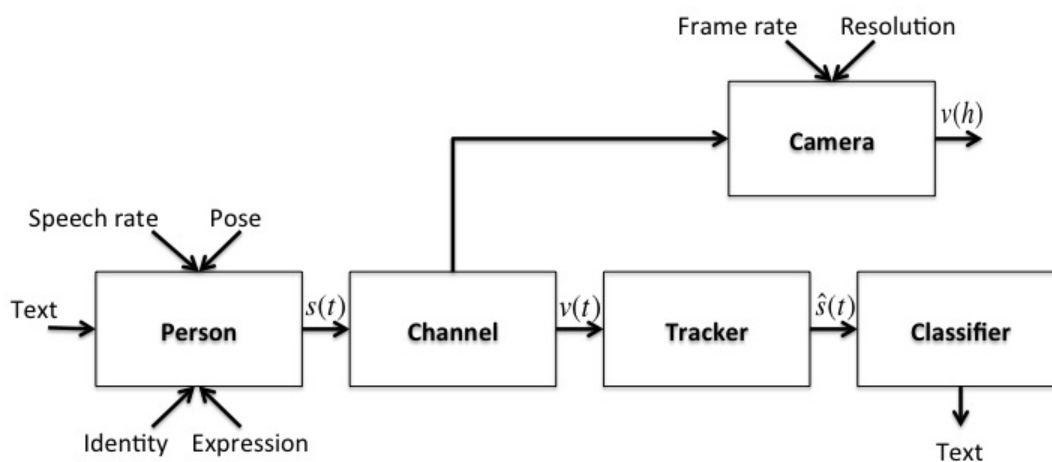 Frame rate Resolution
Camera
v(h)
Speech rate Pose
Text
Person
s(t)
Channel
v(t)
Tracker
ŝ(t)
Classifier
Identity Expression
Text